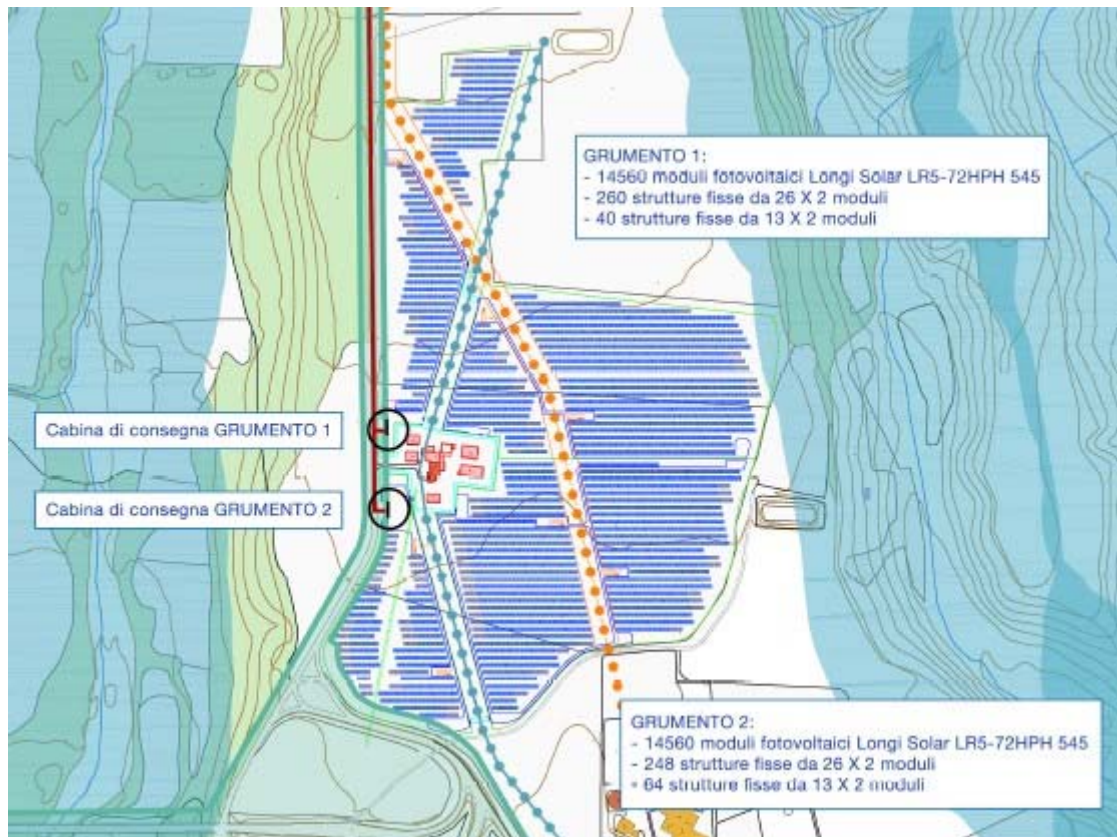 GRUMENTO 1:
- 14560 moduli fotovoltaici Longi Solar LR5-72HPH 545
- 260 strutture fisse da 26 X 2 moduli
- 40 strutture fisse da 13 X 2 moduli
Cabina di consegna GRUMENTO 1
Cabina di consegna GRUMENTO 2
GRUMENTO 2:
- 14560 moduli fotovoltaici Longi Solar LR5-72HPH 545
- 248 strutture fisse da 26 X 2 moduli
- 64 strutture fisse da 13 X 2 moduli